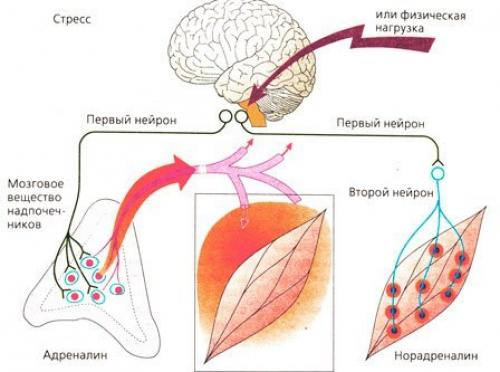 Стресс
или физическая
нагрузка
Первый нейрон
Первый нейрон
Мозговое
вещество
надпочеч-
ников
Второй нейрон
Адреналин
Норадреналин